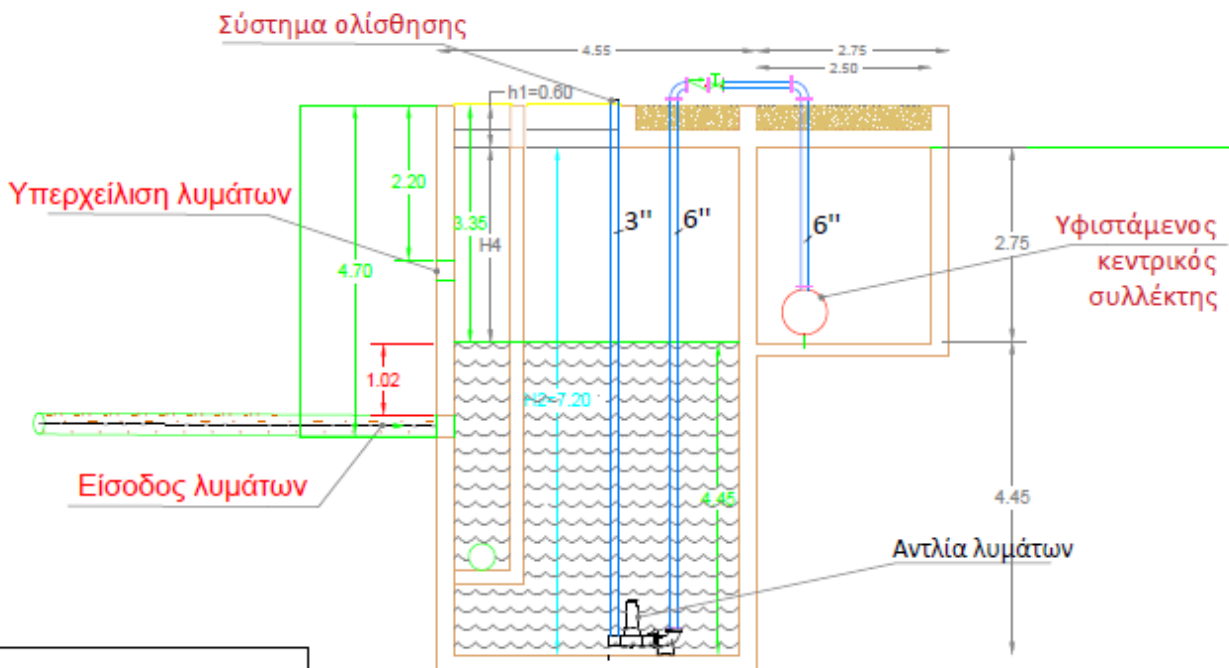 Σύστημα ολίσθησης
4.55
2.75
2.50
h1=0.60
Υπερχείλιση λυμάτων
2.20
3.35
H4
3''
6''
6''
Υφιστάμενος
κεντρικός
συλλέκτης
2.75
4.70
1.02
H2=7.20
Είσοδος λυμάτων
4.45
4.45
Αντλία λυμάτων